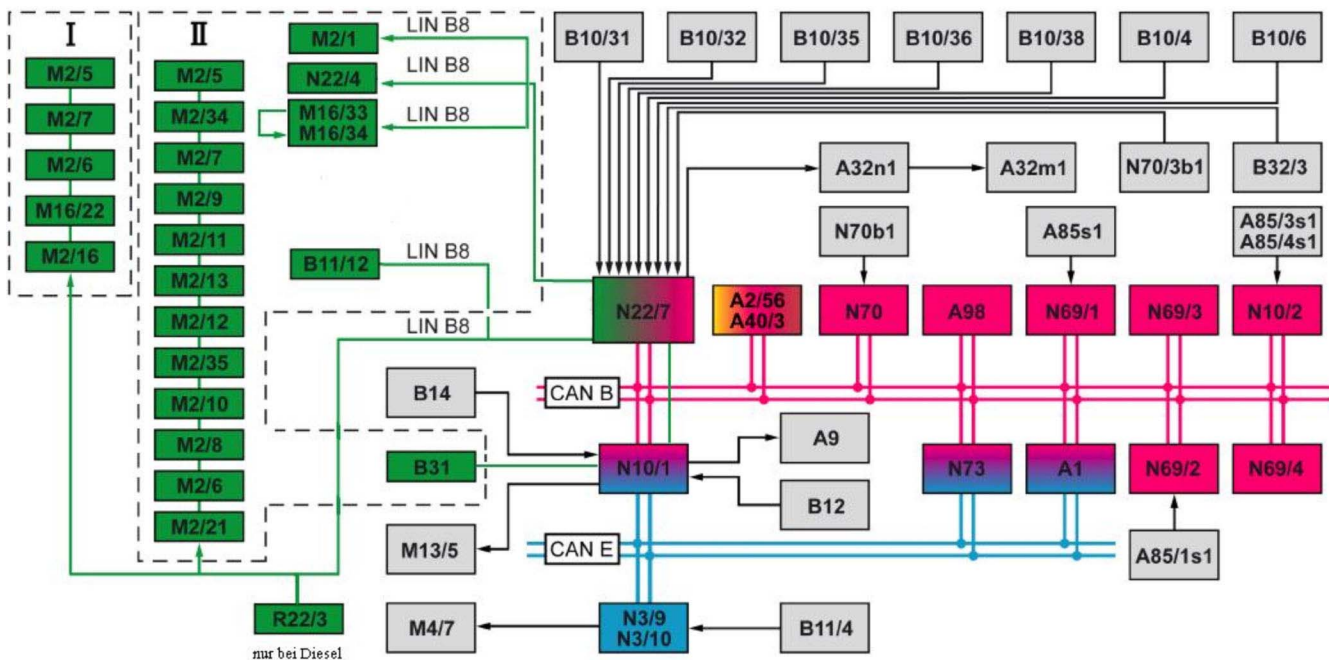 I
M2/5
M2/7
M2/6
M16/22
M2/16
II
M2/5
M2/34
M2/7
M2/9
M2/11
M2/13
M2/12
M2/35
M2/10
M2/8
M2/6
M2/21
M2/1
LIN B8
N22/4
LIN B8
M16/33
M16/34
LIN B8
B11/12
LIN B8
LIN B8
B10/31
B10/32
B10/35
B10/36
B10/38
B10/4
B10/6
A32n1
A32m1
N70/3b1
B32/3
N70b1
A85s1
A85/3s1
A85/4s1
N22/7
A2/56
A40/3
N70
A98
N69/1
N69/3
N10/2
CAN B
B14
A9
B31
N10/1
N73
A1
N69/2
N69/4
B12
M13/5
CAN E
A85/1s1
R22/3
nur bei Diesel
M4/7
N3/9
N3/10
B11/4